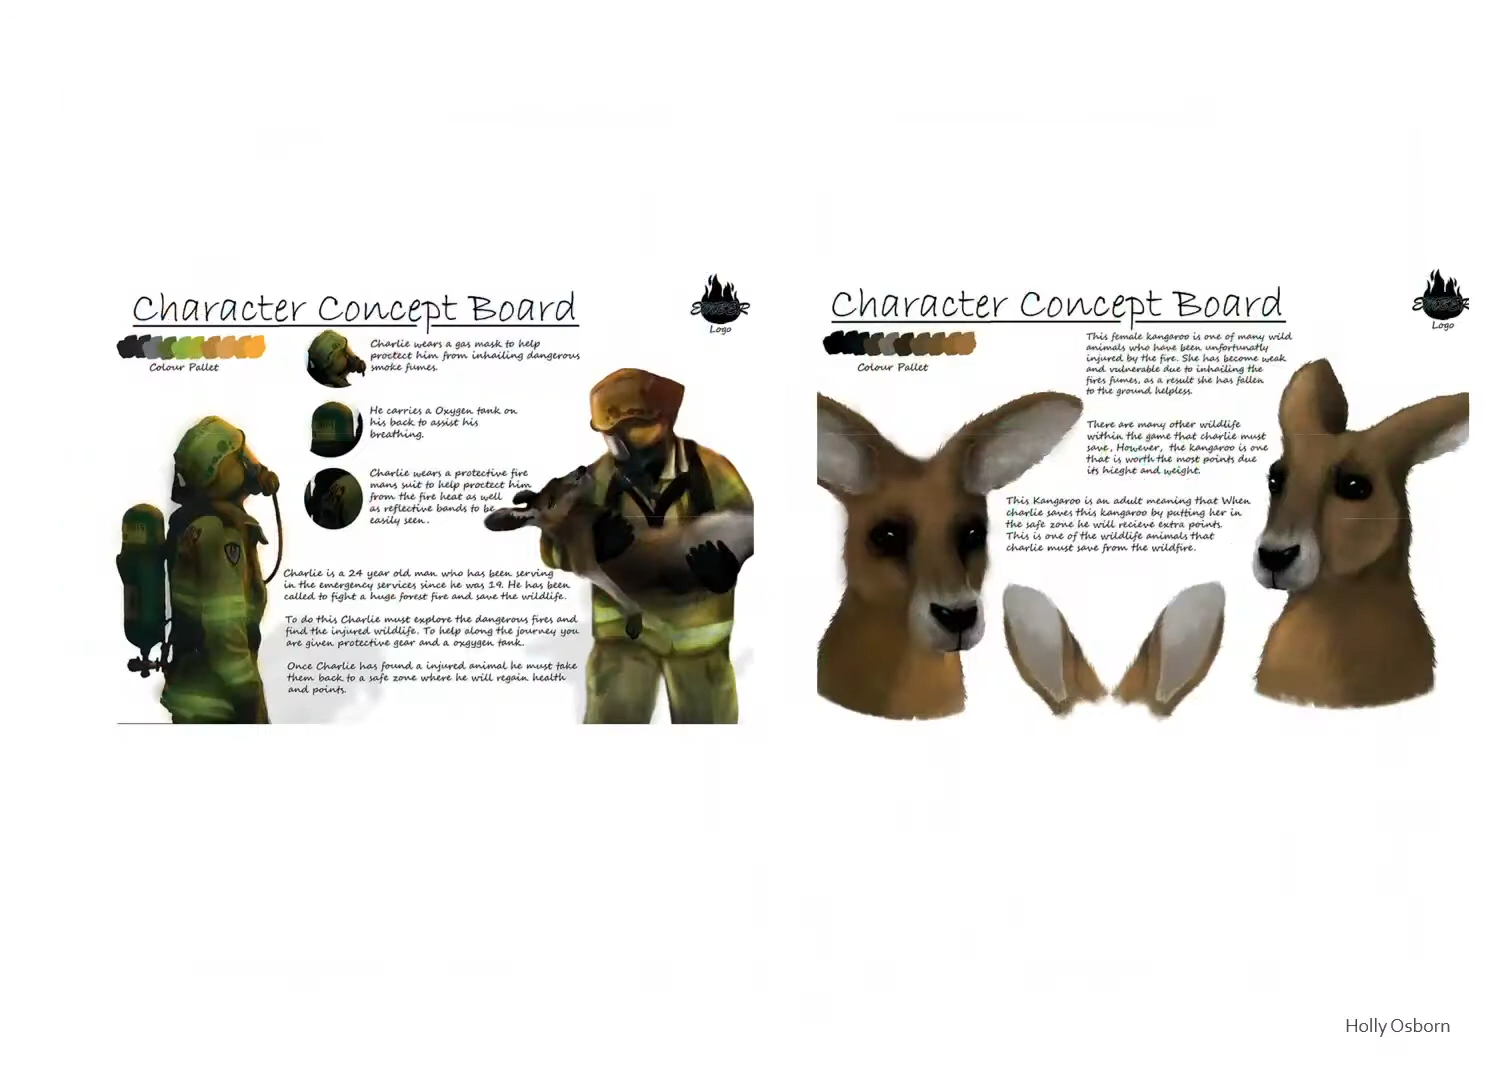 Character Concept Board
EMBER
Logo
Colour Pallet
Charlie wears a gas mask to help
proctect him from inhailing dangerous
smoke fumes.
He carries a Oxygen tank on
his back to assist his
breathing.
Charlie wears a protective fire
mans suit to help proctect him
from the fire heat as well
as reflective bands to be
easily seen.
Charlie is a 24 year old man who has been serving
in the emergency services since he was 19. He has been
called to fight a huge forest fire and save the wildlife.
To do this Charlie must explore the dangerous fires and
find the injured wildlife. To help along the journey you
are given protective gear and a oxgygen tank.
Once Charlie has found a injured animal he must take
them back to a safe zone where he will regain health
and points.
Character Concept Board
EMBER
Logo
Colour Pallet
This female kangaroo is one of many wild
animals who have been unfortunatly
injured by the fire. She has become weak
and vulnerable due to inhailing the
fires fumes, as a result she has fallen
to the ground helpless.
There are many other wildlife
within the game that charlie must
save, However, the kangaroo is one
that is worth the most points due
its hieght and weight.
This Kangaroo is an adult meaning that When
charlie saves this kangaroo by putting her in
the safe zone he will recieve extra points.
This is one of the wildlife animals that
charlie must save from the wildfire.
Holly Osborn